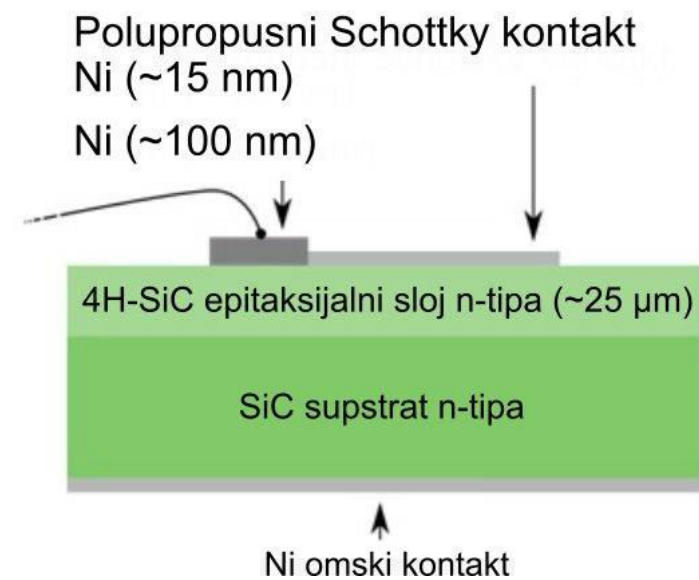 Polupropusni Schottky kontakt
Ni (~15 nm)
Ni (~100 nm)
4H-SiC epitaksijalni sloj n-tipa (~25 μm)
SiC supstrat n-tipa
Ni omski kontakt